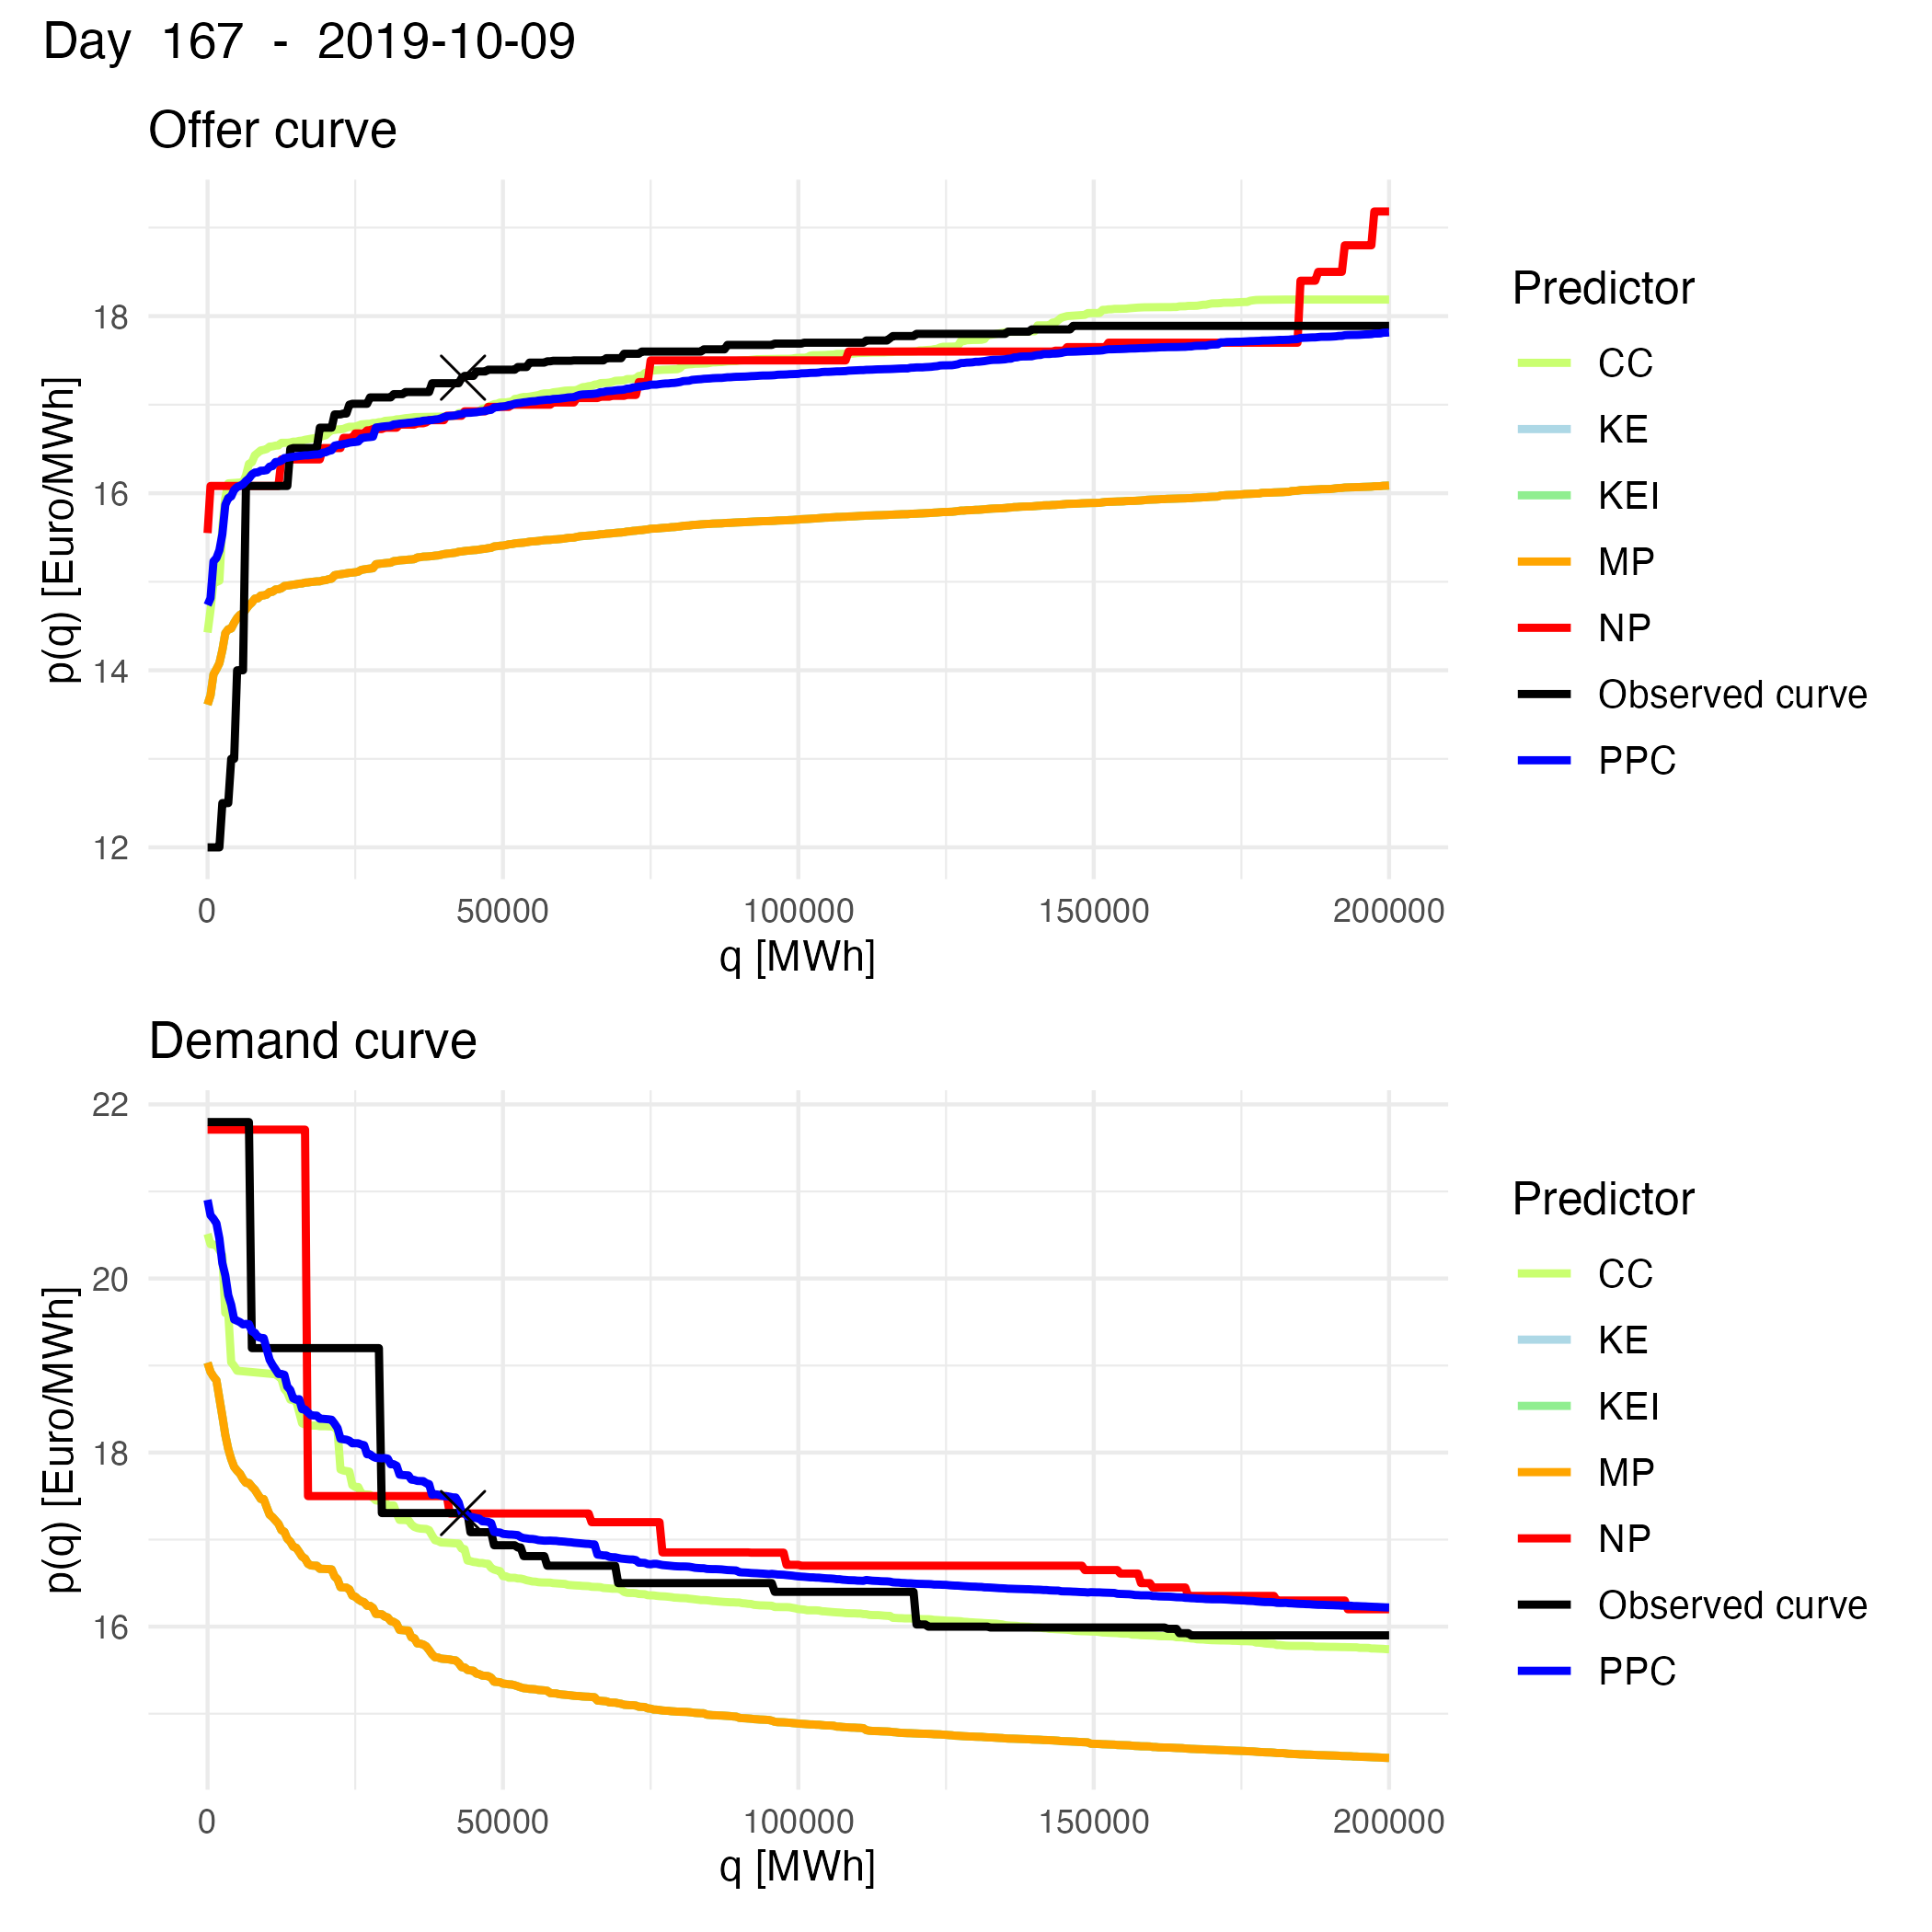 Day 167 - 2019-10-09
Offer curve
18
16
14
12
p(q) [Euro/MWh]
0 50000 100000 150000 200000
q [MWh]
Predictor
CC
KE
KEI
MP
NP
Observed curve
PPC
Demand curve
22
20
18
16
p(q) [Euro/MWh]
0 50000 100000 150000 200000
q [MWh]
Predictor
CC
KE
KEI
MP
NP
Observed curve
PPC